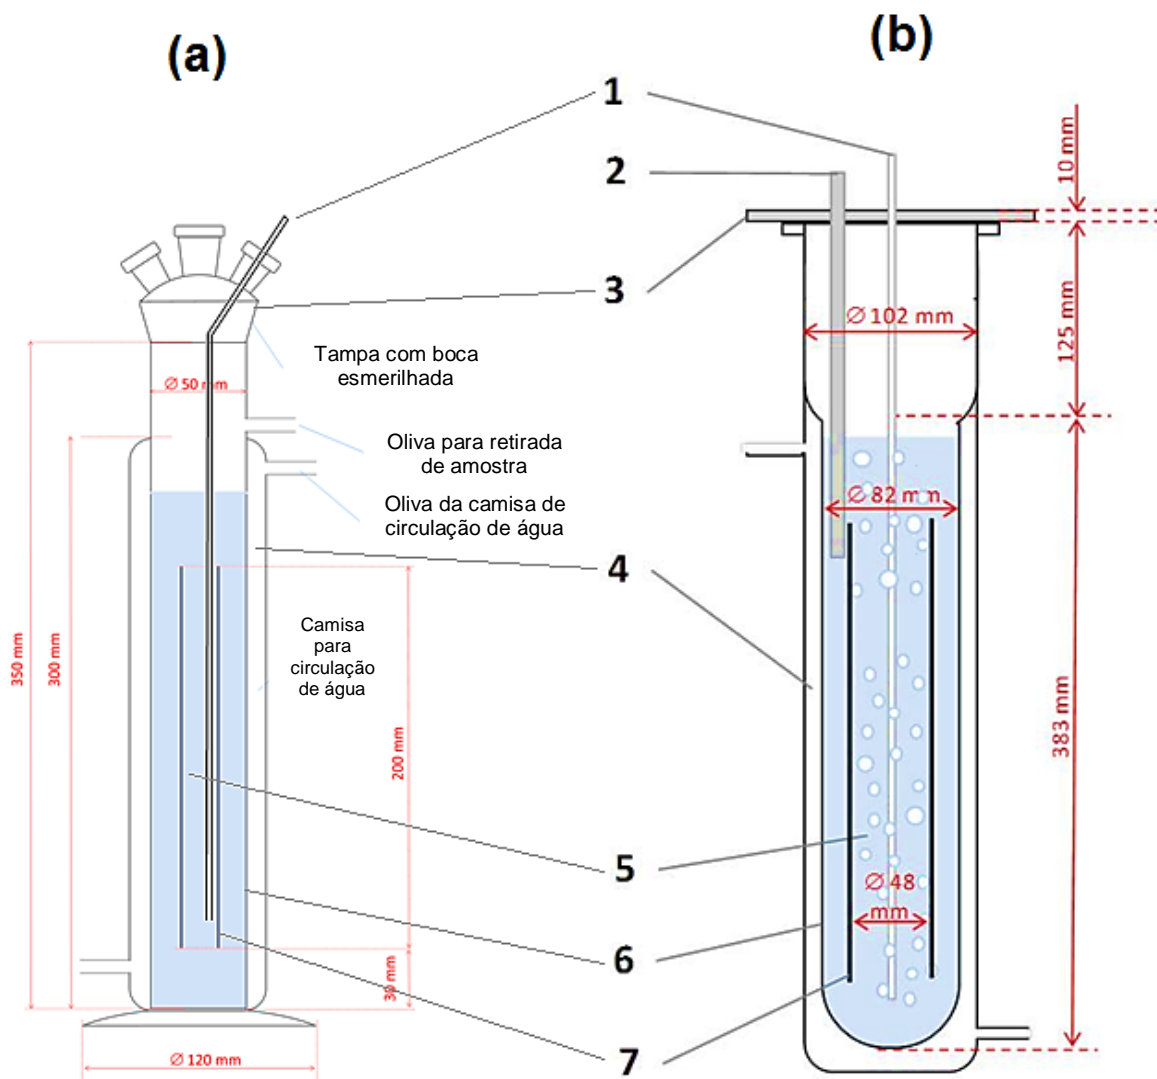 (a)
(b)
1
2
3
4
5
6
7
Tampa com boca
esmerilhada
Oliva para retirada
de amostra
Oliva da camisa de
circulação de água
Camisa
para
circulação
de água
Ø 50 mm
350 mm
300 mm
200 mm
30 mm
Ø 120 mm
10 mm
125 mm
Ø 102 mm
Ø 82 mm
383 mm
Ø 48
mm